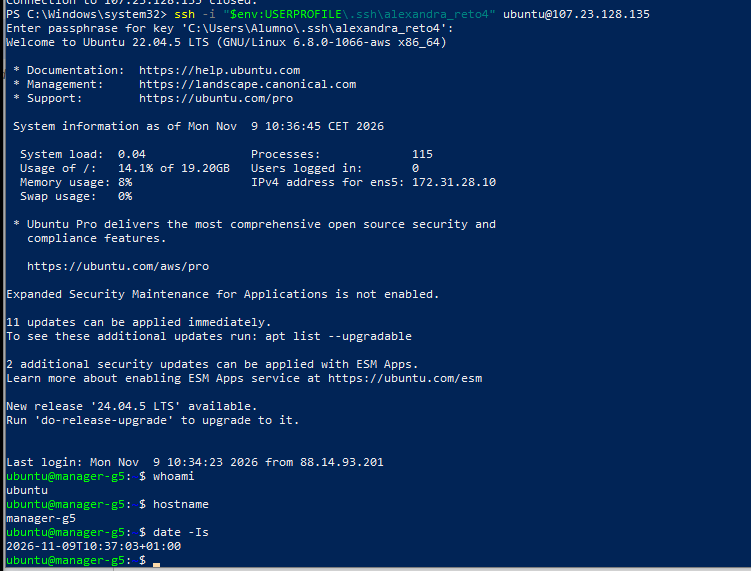 Connection to 107.23.128.135 closed.
PS C:\Windows\system32> ssh -i "$env:USERPROFILE\.ssh\alexandra_reto4" ubuntu@107.23.128.135
Enter passphrase for key 'C:\Users\Alumno\.ssh\alexandra_reto4':
Welcome to Ubuntu 22.04.5 LTS (GNU/Linux 6.8.0-1066-aws x86_64)
* Documentation:  https://help.ubuntu.com
* Management:     https://landscape.canonical.com
* Support:        https://ubuntu.com/pro
System information as of Mon Nov  9 10:36:45 CET 2026
System load:  0.04               Processes:             115
Usage of /:   14.1% of 19.20GB   Users logged in:       0
Memory usage: 8%                 IPv4 address for ens5: 172.31.28.10
Swap usage:   0%
* Ubuntu Pro delivers the most comprehensive open source security and
compliance features.
https://ubuntu.com/aws/pro
Expanded Security Maintenance for Applications is not enabled.
11 updates can be applied immediately.
To see these additional updates run: apt list --upgradable
2 additional security updates can be applied with ESM Apps.
Learn more about enabling ESM Apps service at https://ubuntu.com/esm
New release '24.04.5 LTS' available.
Run 'do-release-upgrade' to upgrade to it.
Last login: Mon Nov  9 10:34:23 2026 from 88.14.93.201
ubuntu@manager-g5: $ whoami
ubuntu
ubuntu@manager-g5: $ hostname
manager-g5
ubuntu@manager-g5: $ date -Is
2026-11-09T10:37:03+01:00
ubuntu@manager-g5: $